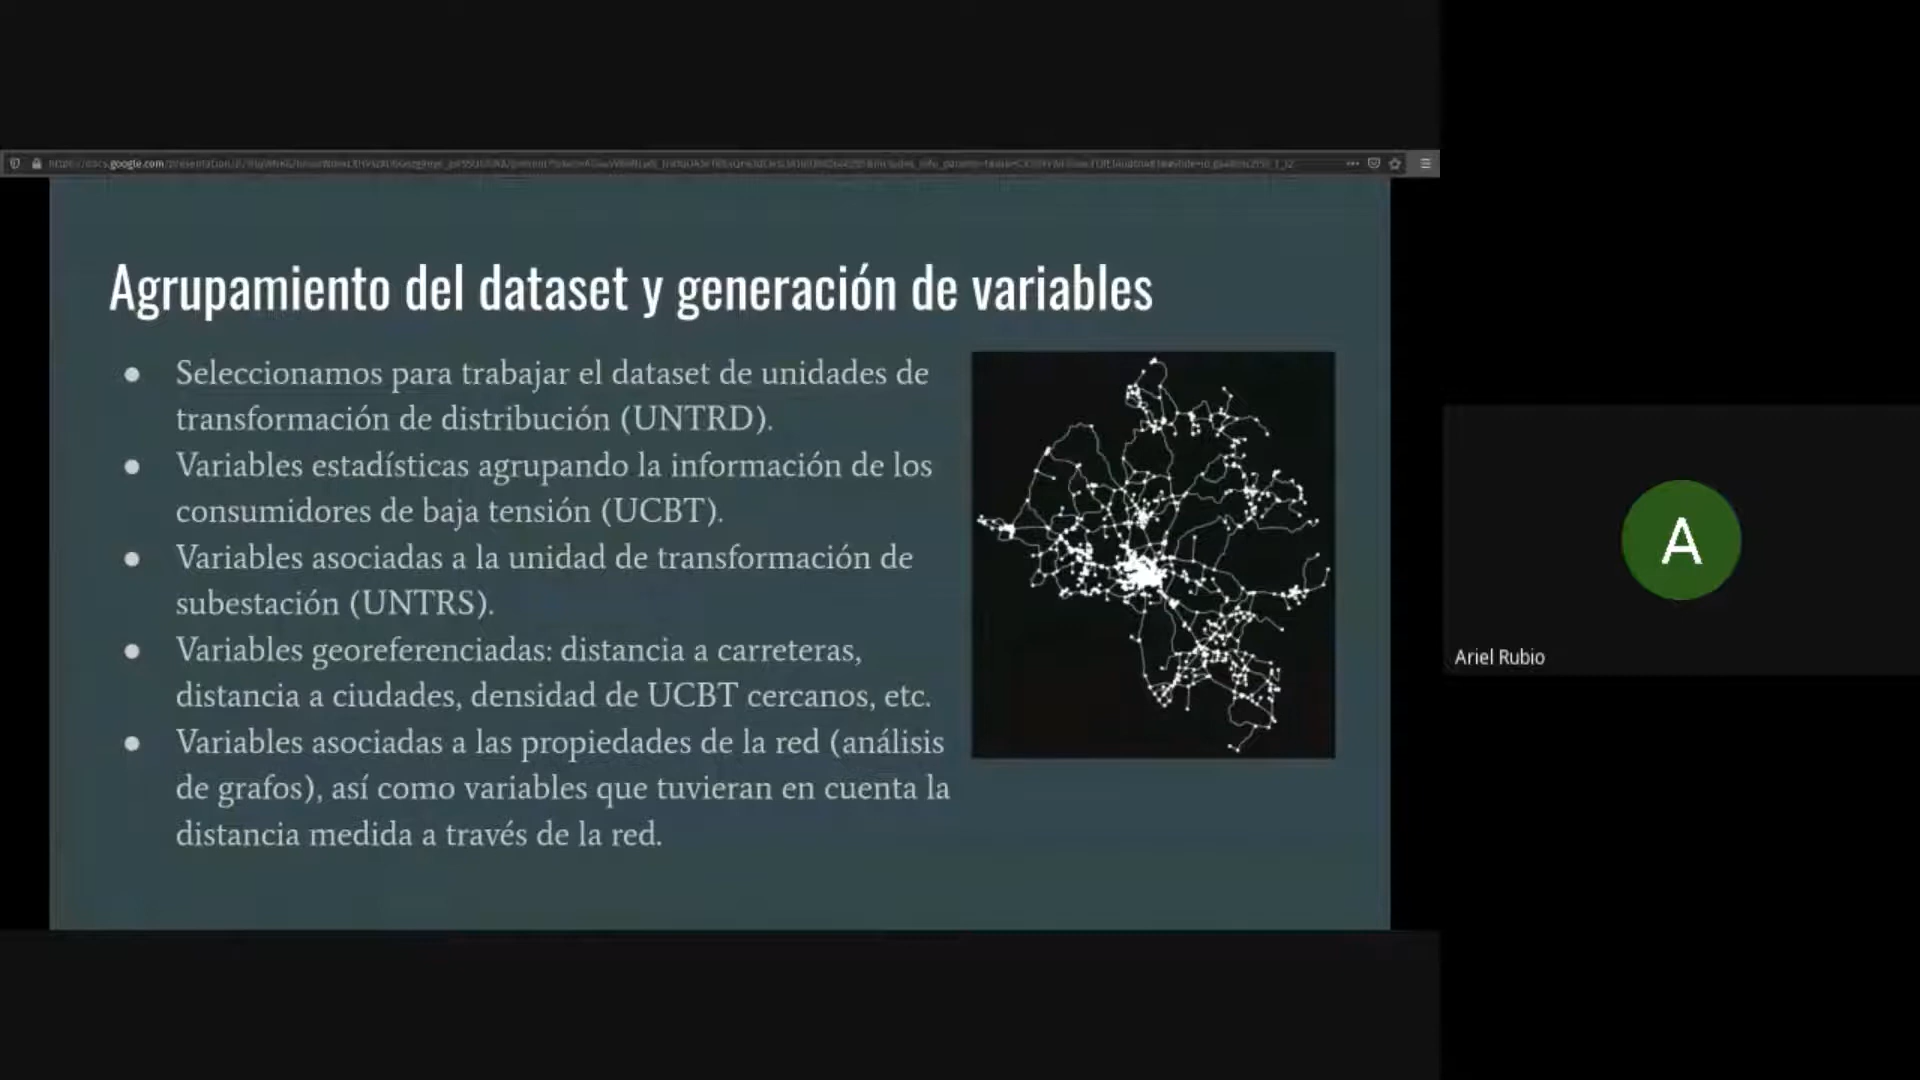 google.com
Agrupamiento del dataset y generación de variables
● Seleccionamos para trabajar el dataset de unidades de
transformación de distribución (UNTRD).
● Variables estadísticas agrupando la información de los
consumidores de baja tensión (UCBT).
● Variables asociadas a la unidad de transformación de
subestación (UNTRS).
● Variables georeferenciadas: distancia a carreteras,
distancia a ciudades, densidad de UCBT cercanos, etc.
● Variables asociadas a las propiedades de la red (análisis
de grafos), así como variables que tuvieran en cuenta la
distancia medida a través de la red.
A
Ariel Rubio